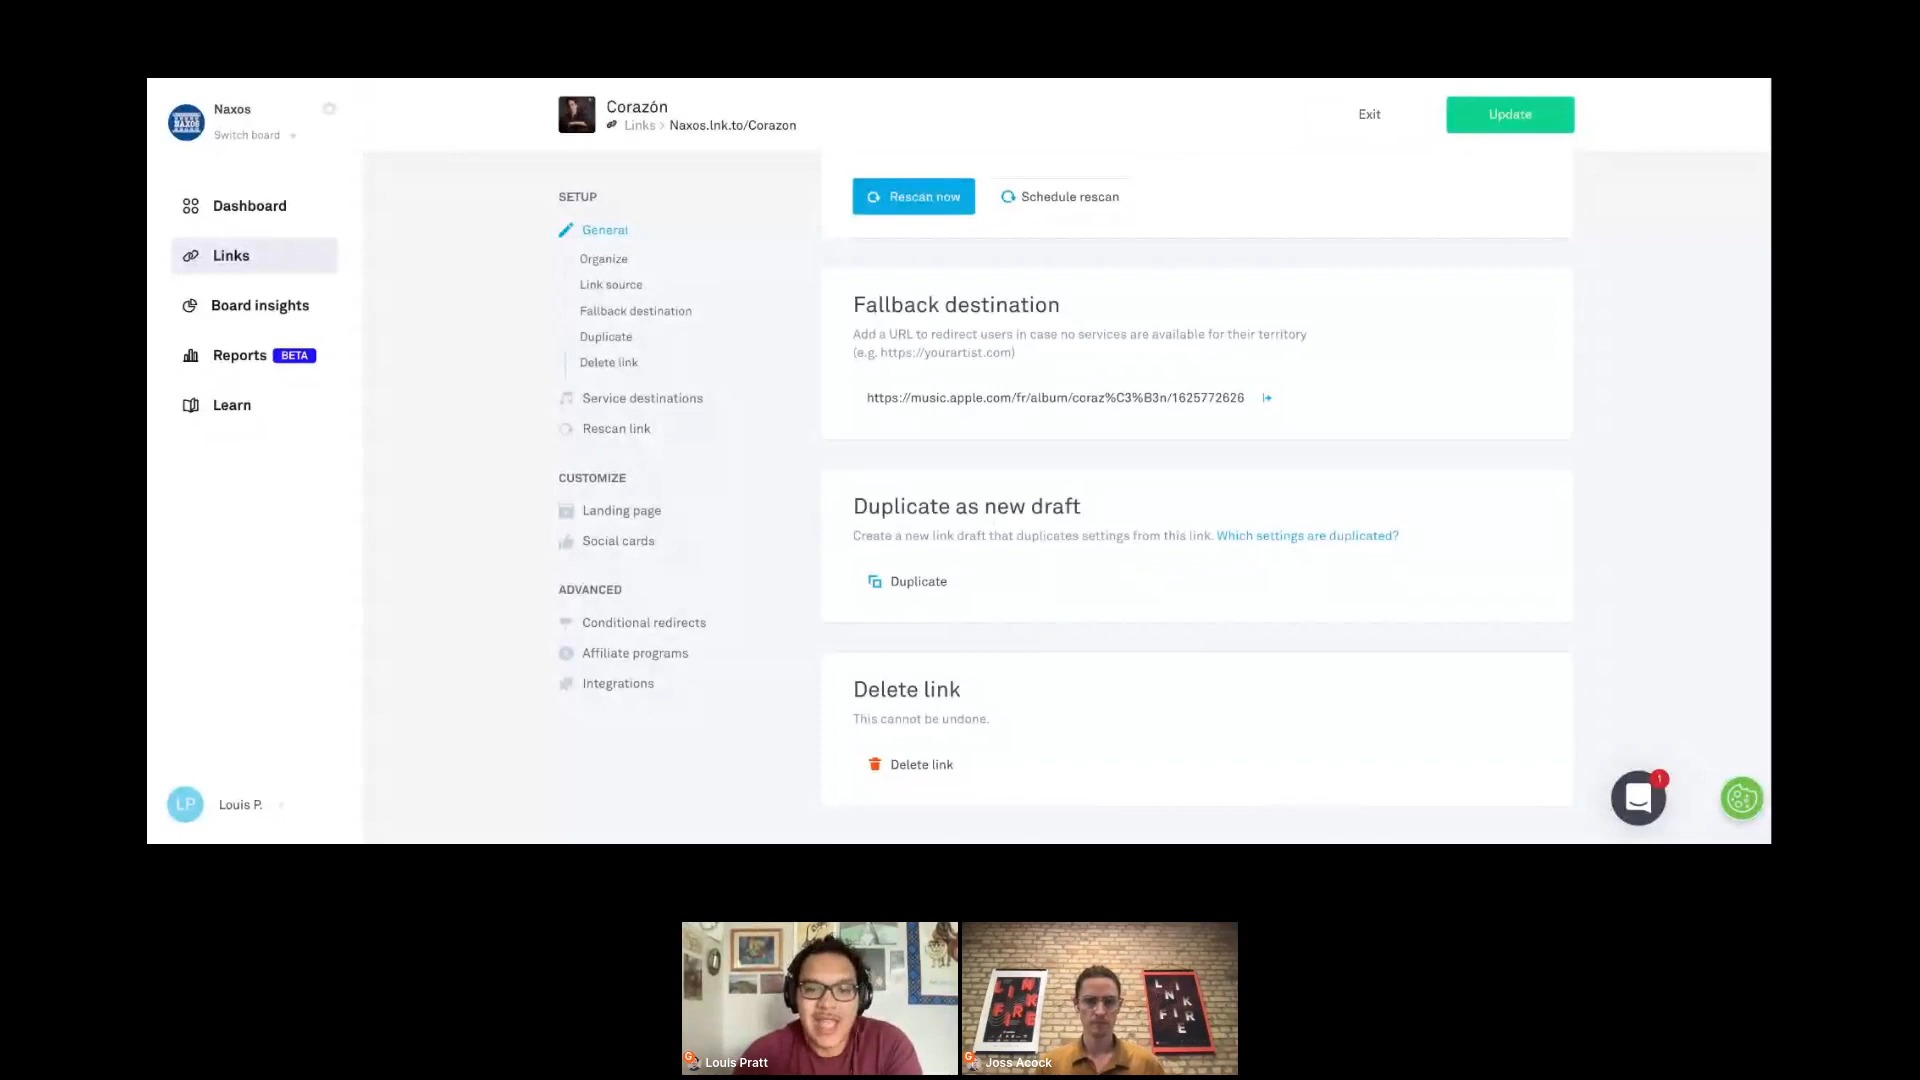 Naxos
Switch board
Dashboard
Links
Board insights
Reports BETA
Learn
LP Louis P.
Corazón
Links > Naxos.lnk.to/Corazon
Exit
Update
SETUP
General
Organize
Link source
Fallback destination
Duplicate
Delete link
Service destinations
Rescan link
CUSTOMIZE
Landing page
Social cards
ADVANCED
Conditional redirects
Affiliate programs
Integrations
Rescan now
Schedule rescan
Fallback destination
Add a URL to redirect users in case no services are available for their territory
(e.g. https://yourartist.com)
https://music.apple.com/fr/album/coraz%C3%B3n/1625772626
Duplicate as new draft
Create a new link draft that duplicates settings from this link. Which settings are duplicated?
Duplicate
Delete link
This cannot be undone.
Delete link
1
LINKFIRE
LINKFIRE
Louis Pratt
Joss Acock